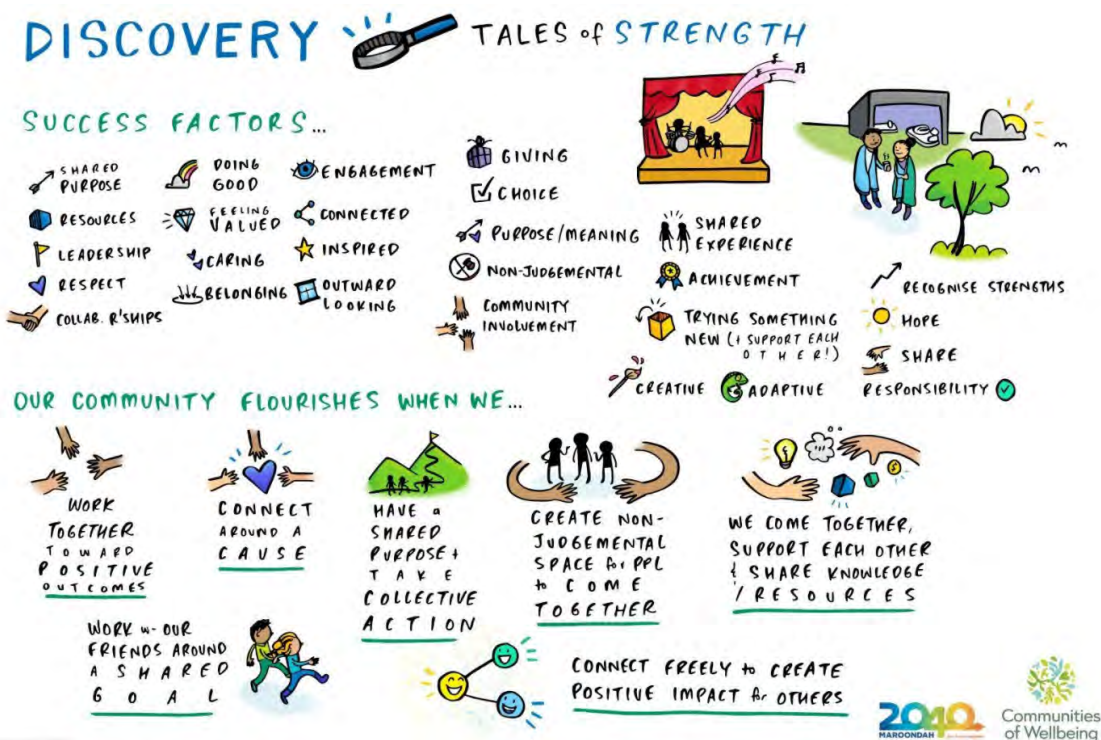 DISCOVERY
TALES of STRENGTH
SUCCESS FACTORS...
SHARED
PURPOSE
RESOURCES
LEADERSHIP
RESPECT
COLLAB. R'SHIPS
DOING
GOOD
FEELING
VALUED
CARING
BELONGING
ENGAGEMENT
CONNECTED
INSPIRED
OUTWARD
LOOKING
GIVING
CHOICE
PURPOSE/MEANING
NON-JUDGEMENTAL
COMMUNITY
INVOLVEMENT
SHARED
EXPERIENCE
ACHIEVEMENT
TRYING SOMETHING
NEW (+ SUPPORT EACH
OTHER!)
CREATIVE
ADAPTIVE
RECOGNISE STRENGTHS
HOPE
SHARE
RESPONSIBILITY
OUR COMMUNITY FLOURISHES WHEN WE...
WORK
TOGETHER
TOWARD
POSITIVE
OUTCOMES
CONNECT
AROUND A
CAUSE
HAVE a
SHARED
PURPOSE +
TAKE
COLLECTIVE
ACTION
CREATE NON-
JUDGEMENTAL
SPACE for PPL
to COME
TOGETHER
WE COME TOGETHER,
SUPPORT EACH OTHER
& SHARE KNOWLEDGE
/RESOURCES
WORK w- OUR
FRIENDS AROUND
A SHARED
GOAL
CONNECT FREELY to CREATE
POSITIVE IMPACT for OTHERS
2040
MAROONDAH
Communities
of Wellbeing